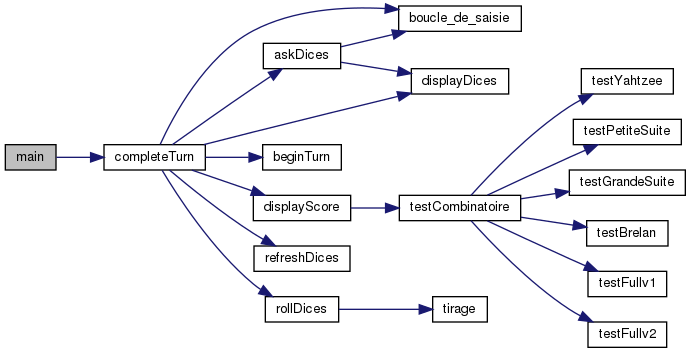 boucle_de_saisie
askDices
displayDices
testYahtzee
testPetiteSuite
main
completeTurn
beginTurn
testGrandeSuite
displayScore
testCombinatoire
testBrelan
refreshDices
testFullv1
rollDices
tirage
testFullv2